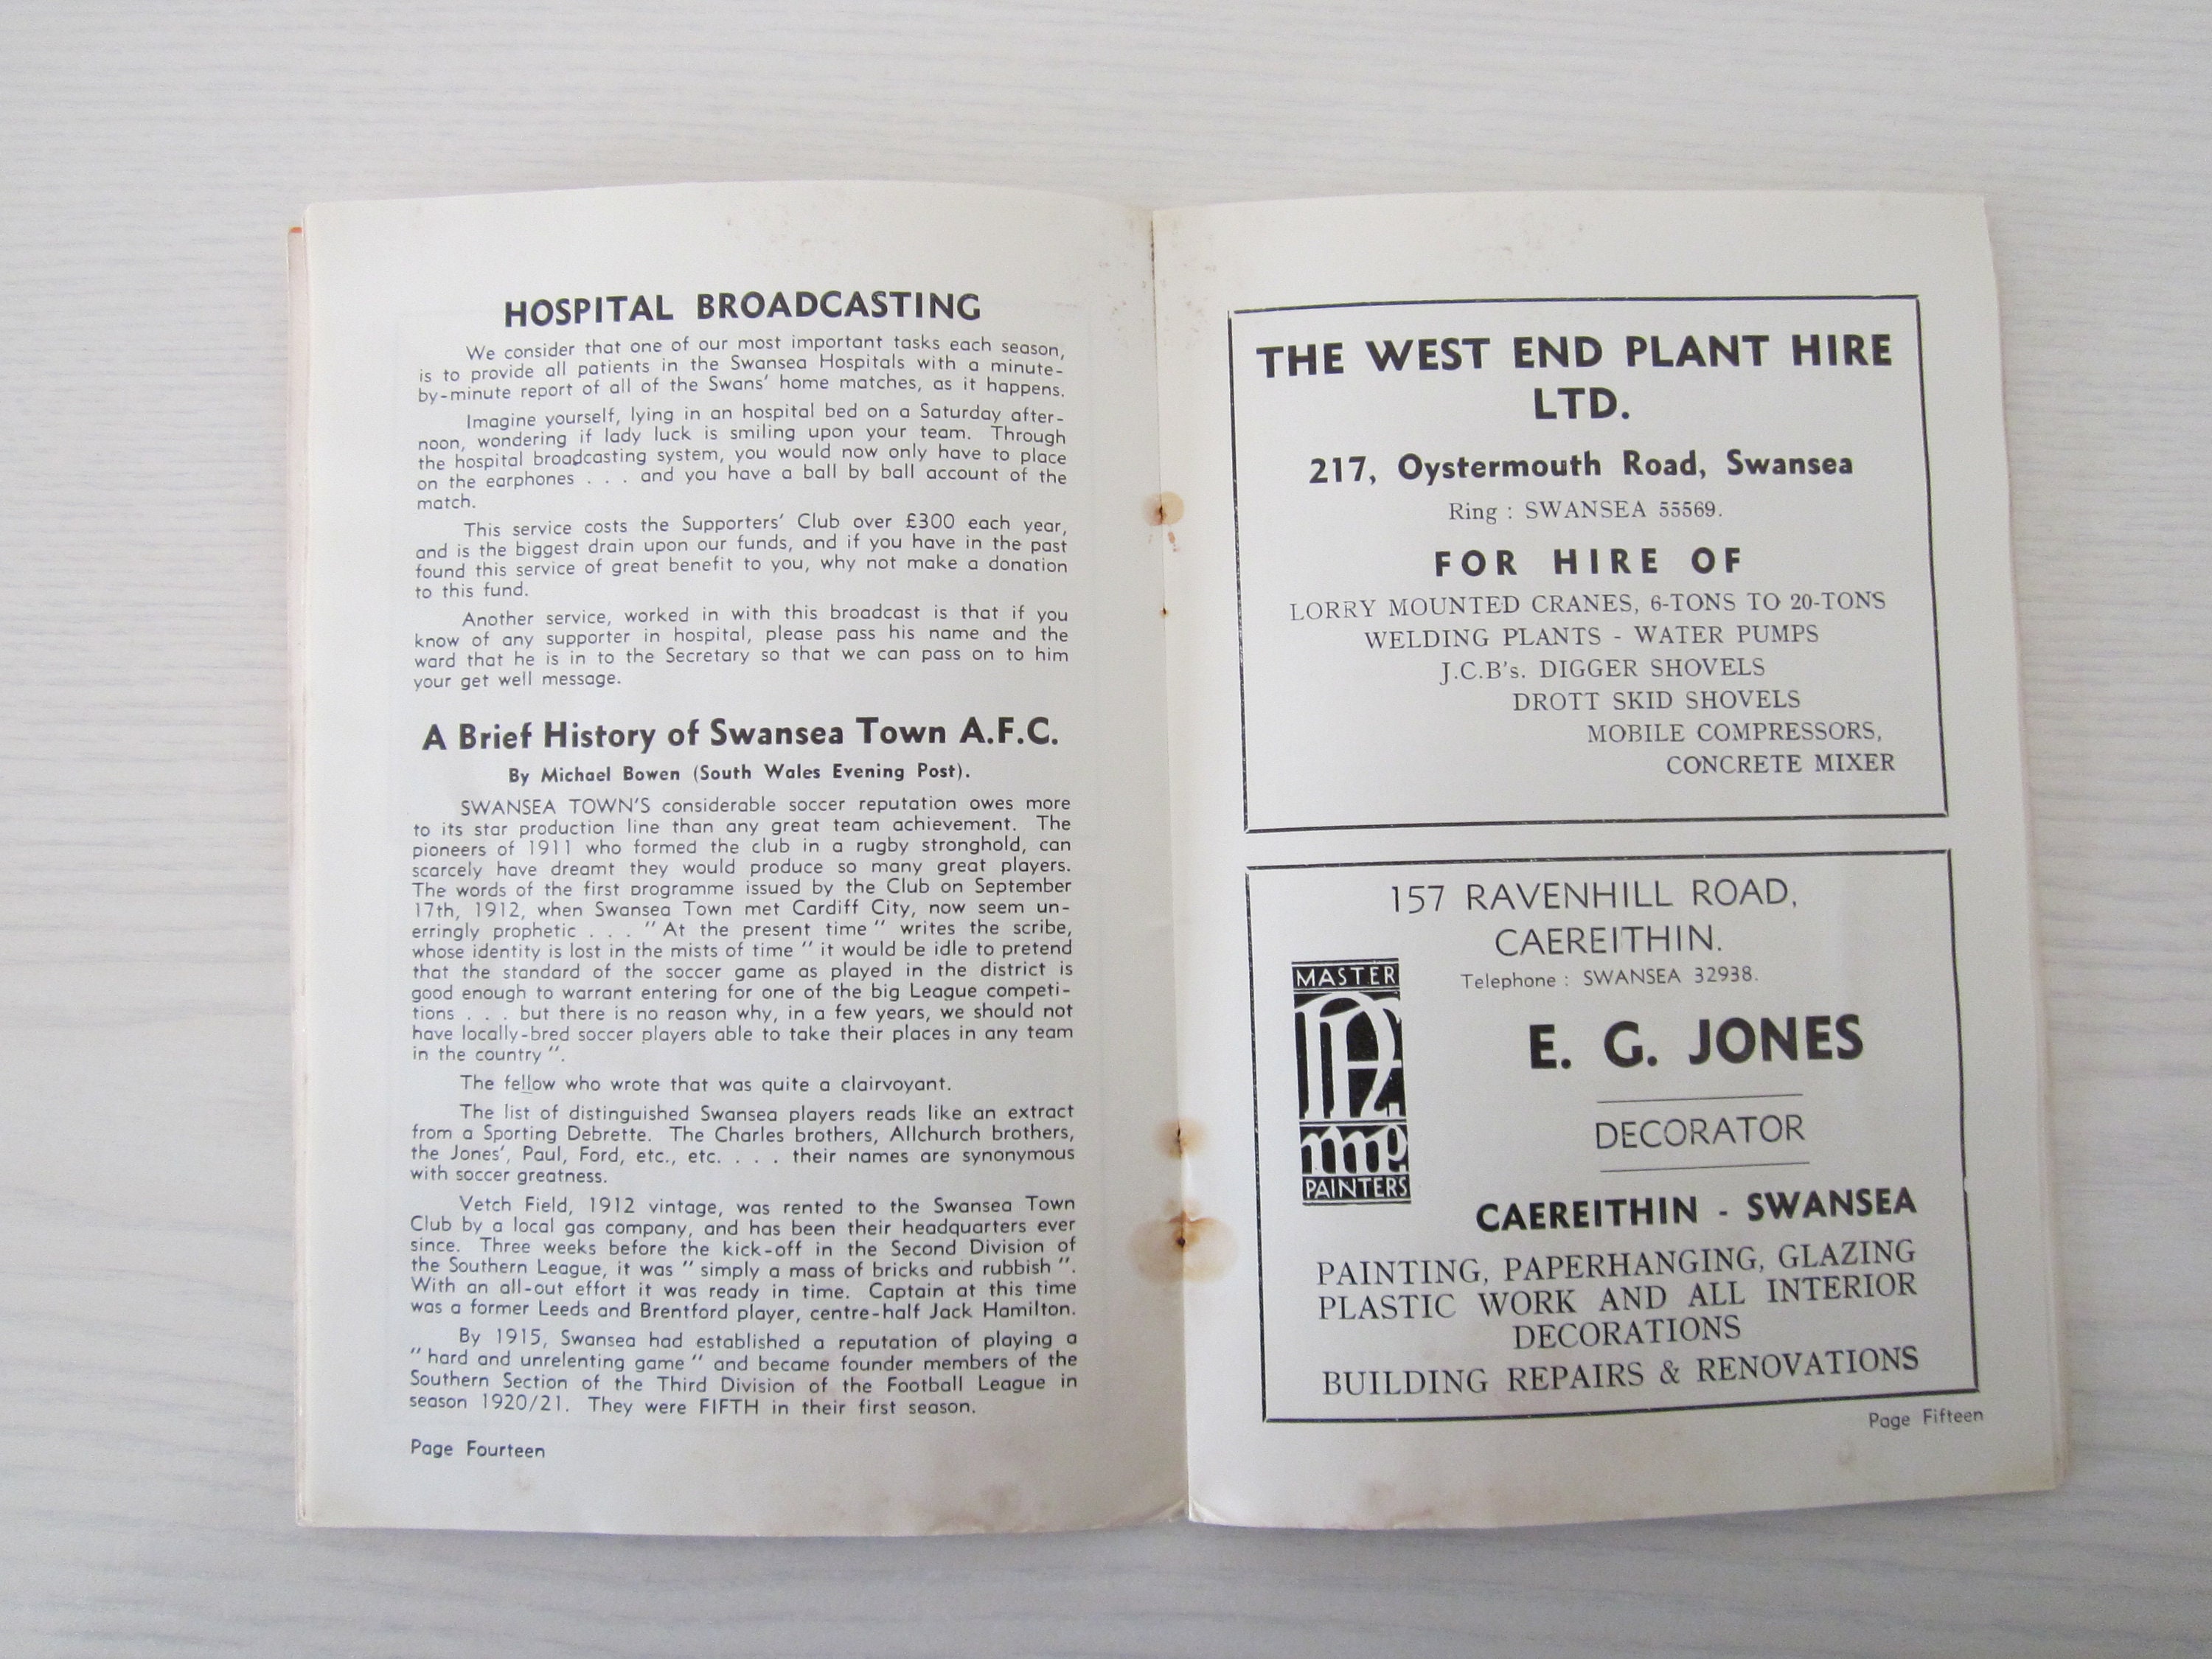 HOSPITAL BROADCASTING
We consider that one of our most important tasks each season,
is to provide all patients in the Swansea Hospitals with a minute-
by-minute report of all of the Swans' home matches, as it happens.
Imagine yourself, lying in an hospital bed on a Saturday after-
noon, wondering if lady luck is smiling upon your team. Through
the hospital broadcasting system, you would now only have to place
on the earphones . . . and you have a ball by ball account of the
match.
This service costs the Supporters' Club over £300 each year,
and is the biggest drain upon our funds, and if you have in the past
found this service of great benefit to you, why not make a donation
to this fund.
Another service, worked in with this broadcast is that if you
know of any supporter in hospital, please pass his name and the
ward that he is in to the Secretary so that we can pass on to him
your get well message.
A Brief History of Swansea Town A.F.C.
By Michael Bowen (South Wales Evening Post).
SWANSEA TOWN'S considerable soccer reputation owes more
to its star production line than any great team achievement. The
pioneers of 1911 who formed the club in a rugby stronghold, can
scarcely have dreamt they would produce so many great players.
The words of the first programme issued by the Club on September
17th, 1912, when Swansea Town met Cardiff City, now seem un-
erringly prophetic . . . " At the present time " writes the scribe,
whose identity is lost in the mists of time " it would be idle to pretend
that the standard of the soccer game as played in the district is
good enough to warrant entering for one of the big League competi-
tions . . . but there is no reason why, in a few years, we should not
have locally-bred soccer players able to take their places in any team
in the country ".
The fellow who wrote that was quite a clairvoyant.
The list of distinguished Swansea players reads like an extract
from a Sporting Debrette. The Charles brothers, Allchurch brothers,
the Jones', Paul, Ford, etc., etc. . . . their names are synonymous
with soccer greatness.
Vetch Field, 1912 vintage, was rented to the Swansea Town
Club by a local gas company, and has been their headquarters ever
since. Three weeks before the kick-off in the Second Division of
the Southern League, it was " simply a mass of bricks and rubbish ".
With an all-out effort it was ready in time. Captain at this time
was a former Leeds and Brentford player, centre-half Jack Hamilton.
By 1915, Swansea had established a reputation of playing a
" hard and unrelenting game " and became founder members of the
Southern Section of the Third Division of the Football League in
season 1920/21. They were FIFTH in their first season.
Page Fourteen
THE WEST END PLANT HIRE
LTD.
217, Oystermouth Road, Swansea
Ring : SWANSEA 55569.
FOR HIRE OF
LORRY MOUNTED CRANES, 6-TONS TO 20-TONS
WELDING PLANTS - WATER PUMPS
J.C.B's. DIGGER SHOVELS
DROTT SKID SHOVELS
MOBILE COMPRESSORS,
CONCRETE MIXER
157 RAVENHILL ROAD,
CAEREITHIN.
Telephone : SWANSEA 32938.
MASTER
PAINTERS
E. G. JONES
DECORATOR
CAEREITHIN - SWANSEA
PAINTING, PAPERHANGING, GLAZING
PLASTIC WORK AND ALL INTERIOR
DECORATIONS
BUILDING REPAIRS & RENOVATIONS
Page Fifteen